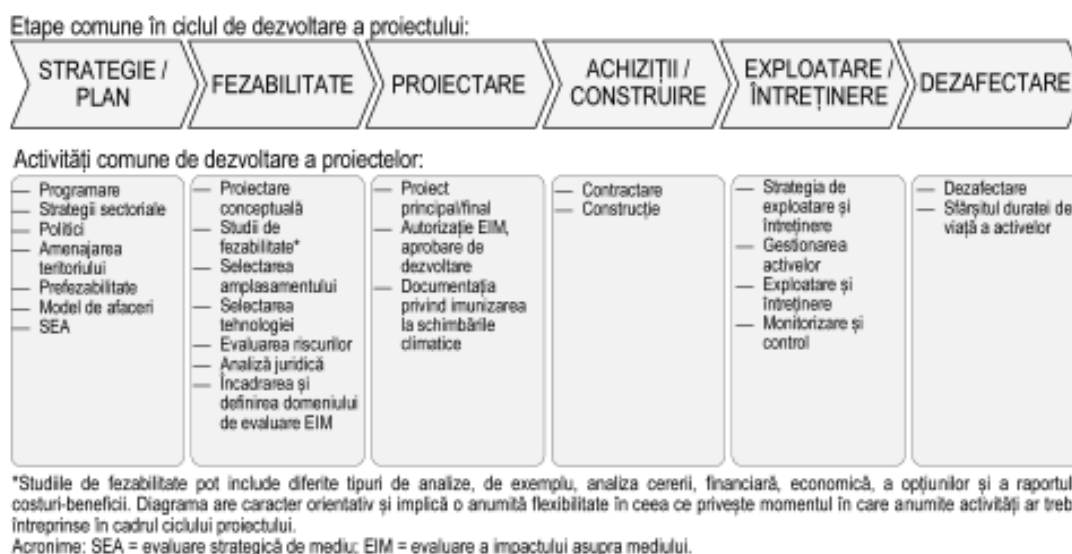 Etape comune în ciclul de dezvoltare a proiectului:
STRATEGIE /
PLAN
FEZABILITATE
PROIECTARE
ACHIZIȚII /
CONSTRUIRE
EXPLOATARE /
ÎNTREȚINERE
DEZAFECTARE
Activități comune de dezvoltare a proiectelor:
— Programare
— Strategii sectoriale
— Politici
— Amenajarea
teritoriului
— Prefezabilitate
— Model de afaceri
— SEA
— Proiectare
conceptuală
— Studii de
fezabilitate*
— Selectarea
amplasamentului
— Selectarea
tehnologiei
— Evaluarea riscurilor
— Analiză juridică
— Încadrarea și
definirea domeniului
de evaluare EIM
— Proiect
principal/final
— Autorizație EIM,
aprobare de
dezvoltare
— Documentația
privind imunizarea
la schimbările
climatice
— Contractare
— Construcție
— Strategia de
exploatare și
întreținere
— Gestionarea
activelor
— Exploatare și
întreținere
— Monitorizare și
control
— Dezafectare
— Sfârșitul duratei de
viață a activelor
*Studiile de fezabilitate pot include diferite tipuri de analize, de exemplu, analiza cererii, financiară, economică, a opțiunilor și a raportul
costuri-beneficii. Diagrama are caracter orientativ și implică o anumită flexibilitate în ceea ce privește momentul în care anumite activități ar treb
întreprinse în cadrul ciclului proiectului.
Acronime: SEA = evaluare strategică de mediu; EIM = evaluare a impactului asupra mediului.